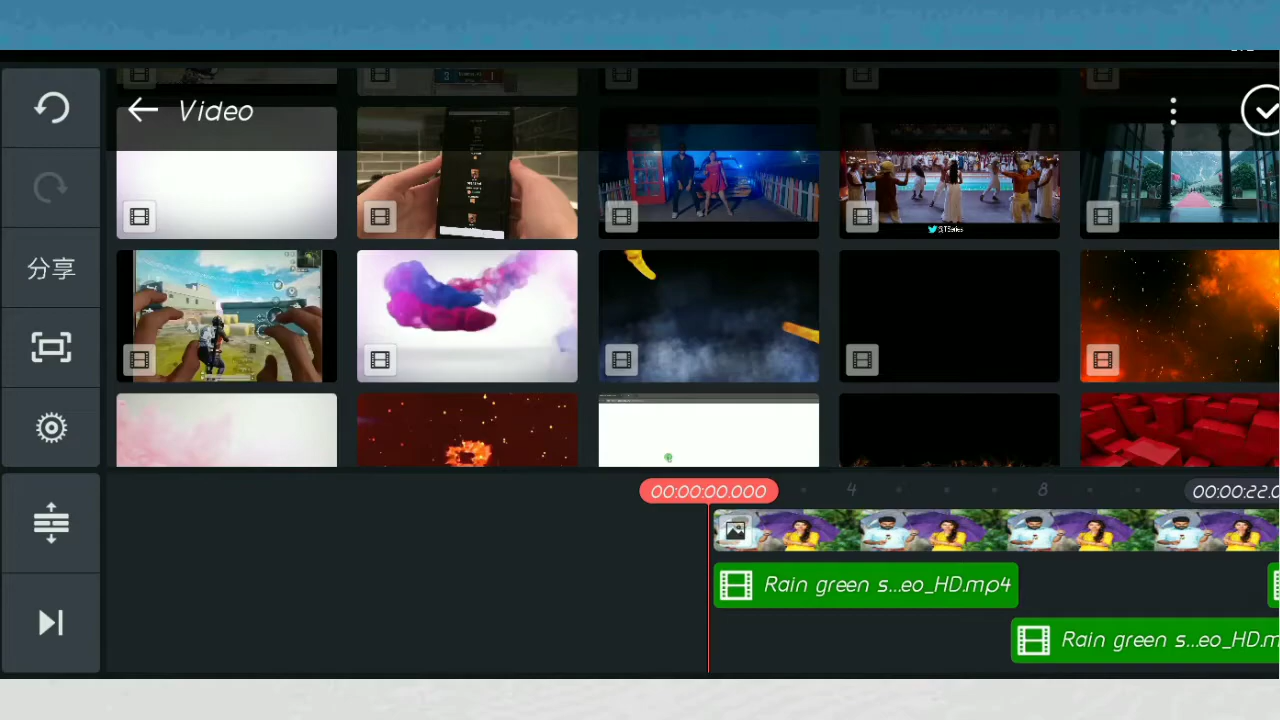 Video
@TSeries
分享
00:00:00.000
4
8
00:00:22.0
Rain green s...eo_HD.mp4
Rain green s...eo_HD.m